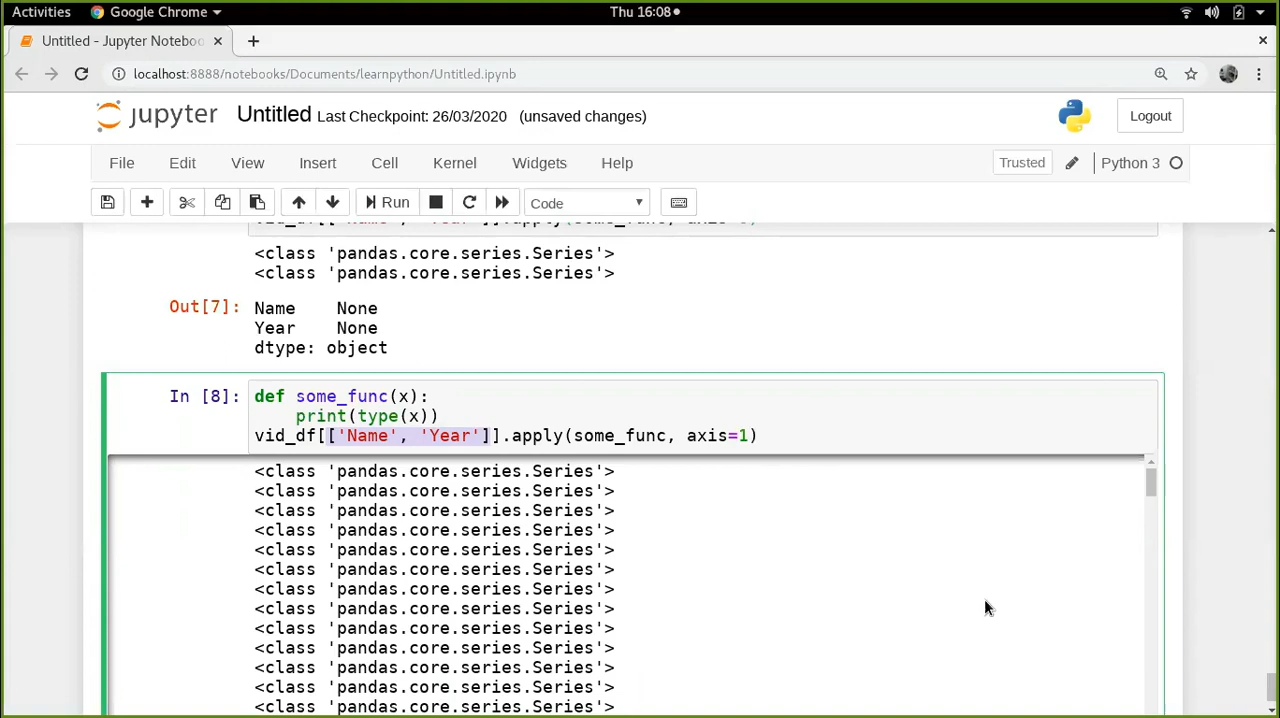 Activities Google Chrome Thu 16:08
Untitled - Jupyter Noteboo
localhost:8888/notebooks/Documents/learnpython/Untitled.ipynb
jupyter Untitled Last Checkpoint: 26/03/2020 (unsaved changes) Logout
File Edit View Insert Cell Kernel Widgets Help Trusted Python 3
Run Code
<class 'pandas.core.series.Series'>
<class 'pandas.core.series.Series'>
Out[7]: Name None
Year None
dtype: object
In [8]: def some_func(x):
print(type(x))
vid_df[['Name', 'Year']].apply(some_func, axis=1)
<class 'pandas.core.series.Series'>
<class 'pandas.core.series.Series'>
<class 'pandas.core.series.Series'>
<class 'pandas.core.series.Series'>
<class 'pandas.core.series.Series'>
<class 'pandas.core.series.Series'>
<class 'pandas.core.series.Series'>
<class 'pandas.core.series.Series'>
<class 'pandas.core.series.Series'>
<class 'pandas.core.series.Series'>
<class 'pandas.core.series.Series'>
<class 'pandas.core.series.Series'>
<class 'pandas.core.series.Series'>